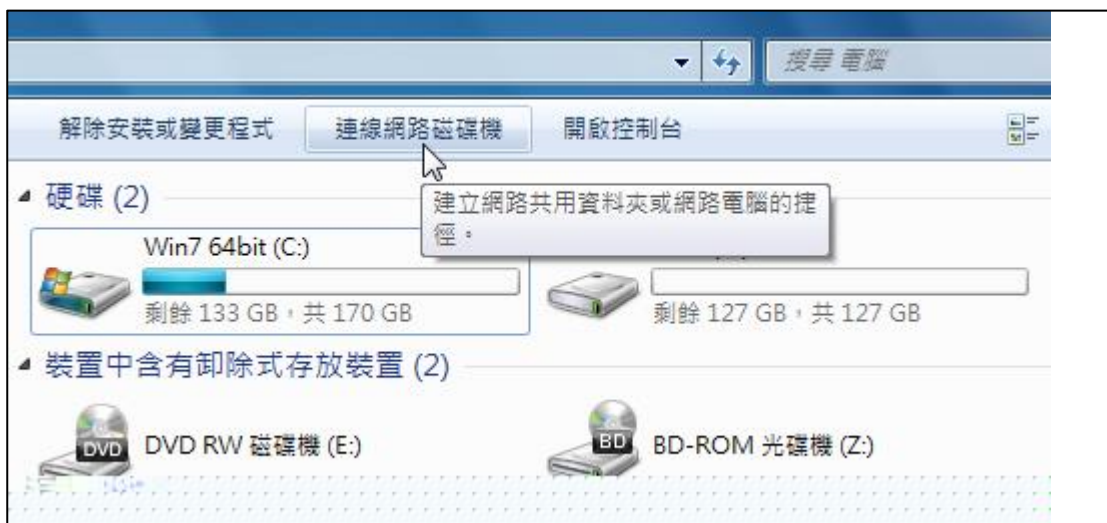 搜尋 電腦
解除安裝或變更程式 連線網路磁碟機 開啟控制台
硬碟 (2)
建立網路共用資料夾或網路電腦的捷
徑。
Win7 64bit (C:)
剩餘 133 GB，共 170 GB
剩餘 127 GB，共 127 GB
裝置中含有卸除式存放裝置 (2)
DVD RW 磁碟機 (E:)
BD-ROM 光碟機 (Z:)
DVD
BD